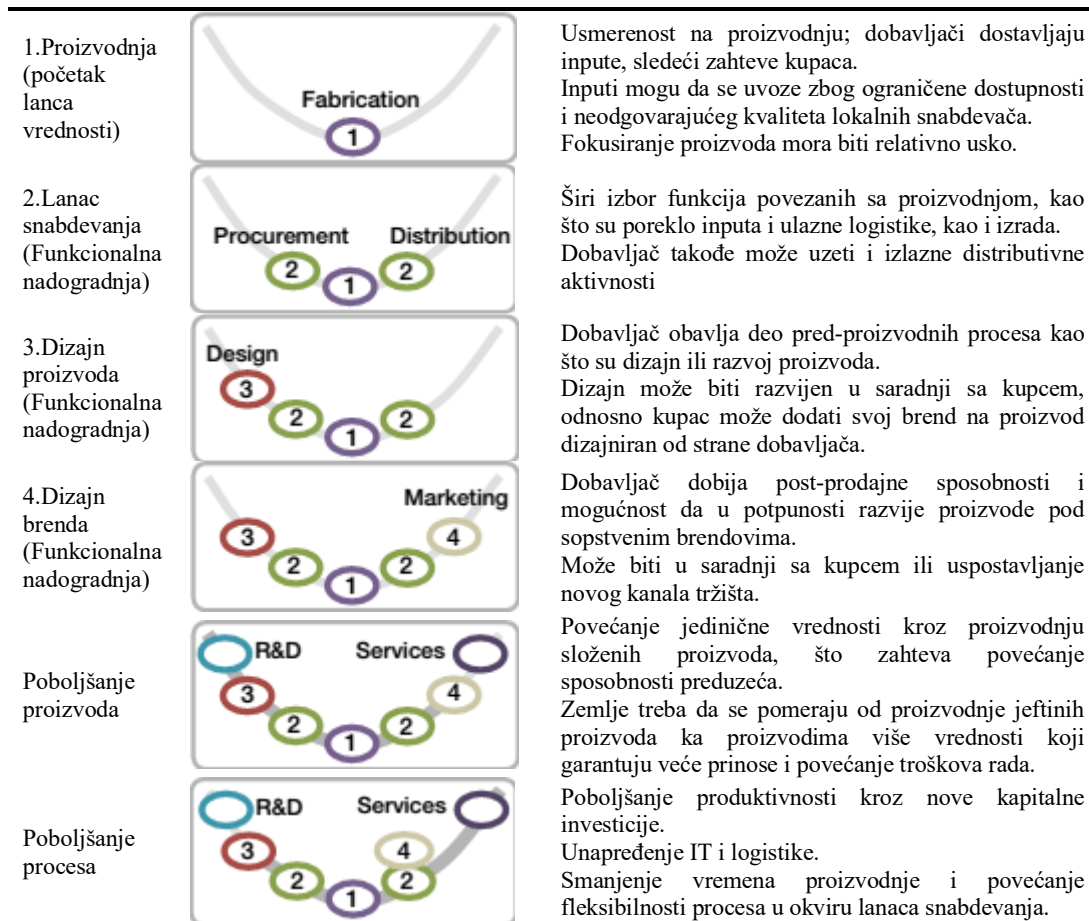 1.Proizvodnja
(početak
lanca
vrednosti)
Fabrication
1
Usmerenost na proizvodnju; dobavljači dostavljaju
inpute, sledeći zahteve kupaca.
Inputi mogu da se uvoze zbog ograničene dostupnosti
i neodgovarajućeg kvaliteta lokalnih snabdevača.
Fokusiranje proizvoda mora biti relativno usko.
2.Lanac
snabdevanja
(Funkcionalna
nadogradnja)
Procurement Distribution
2 1 2
Širi izbor funkcija povezanih sa proizvodnjom, kao
što su poreklo inputa i ulazne logistike, kao i izrada.
Dobavljač takođe može uzeti i izlazne distributivne
aktivnosti
3.Dizajn
proizvoda
(Funkcionalna
nadogradnja)
Design
3
2 1 2
Dobavljač obavlja deo pred-proizvodnih procesa kao
što su dizajn ili razvoj proizvoda.
Dizajn može biti razvijen u saradnji sa kupcem,
odnosno kupac može dodati svoj brend na proizvod
dizajniran od strane dobavljača.
4.Dizajn
brenda
(Funkcionalna
nadogradnja)
Marketing
3 4
2 1 2
Dobavljač dobija post-prodajne sposobnosti i
mogućnost da u potpunosti razvije proizvode pod
sopstvenim brendovima.
Može biti u saradnji sa kupcem ili uspostavljanje
novog kanala tržišta.
Poboljšanje
proizvoda
R&D Services
3 4
2 1 2
Povećanje jedinične vrednosti kroz proizvodnju
složenih proizvoda, što zahteva povećanje
sposobnosti preduzeća.
Zemlje treba da se pomeraju od proizvodnje jeftinih
proizvoda ka proizvodima više vrednosti koji
garantuju veće prinose i povećanje troškova rada.
Poboljšanje
procesa
R&D Services
3 4
2 1 2
Poboljšanje produktivnosti kroz nove kapitalne
investicije.
Unapređenje IT i logistike.
Smanjenje vremena proizvodnje i povećanje
fleksibilnosti procesa u okviru lanaca snabdevanja.